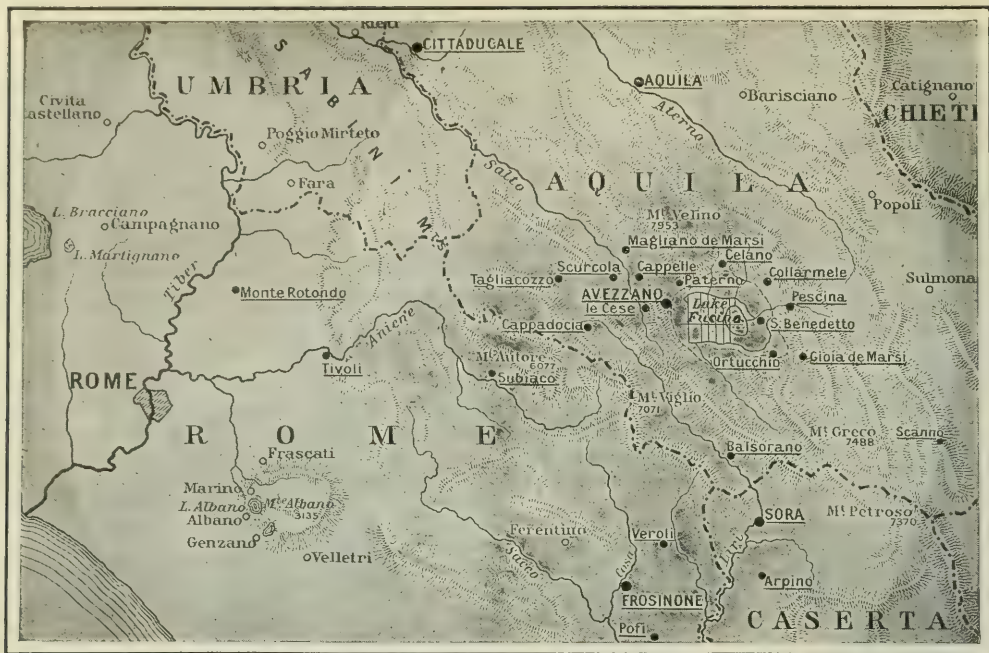 Rieti
CITTADUCALE
SABINI MTS
UMBRIA
AQUILA
Barisciano
Catignano
CHIETI
Civita
Castellano
Poggio Mirteto
Aterno
Salto
Fara
AQUILA
Popoli
L. Bracciano
Campagnano
L. Martignano
Mt. Velino
7953
Magliano de Marsi
Celano
Tagliacozzo
Scurcola
Cappelle
Paterno
Collarmele
Sulmona
Tiber
Monte Rotondo
AVEZZANO
le Cese
Lake
Fucino
Pescina
S. Benedetto
Cappadocia
Aniene
Ortucchio
Gioia de Marsi
Tivoli
Mt. Autore
6077
Subiaco
ROME
Mt. Viglio
7071
ROME
Mt. Greco
7488
Scanno
Balsorano
Frascati
Marino
L. Albano
Mte Albano
3135
Albano
Genzano
Velletri
SORA
Mt. Petroso
7370
Ferentino
Veroli
Sacco
Cosa
Liri
Arpino
FROSINONE
Pofi
CASERTA